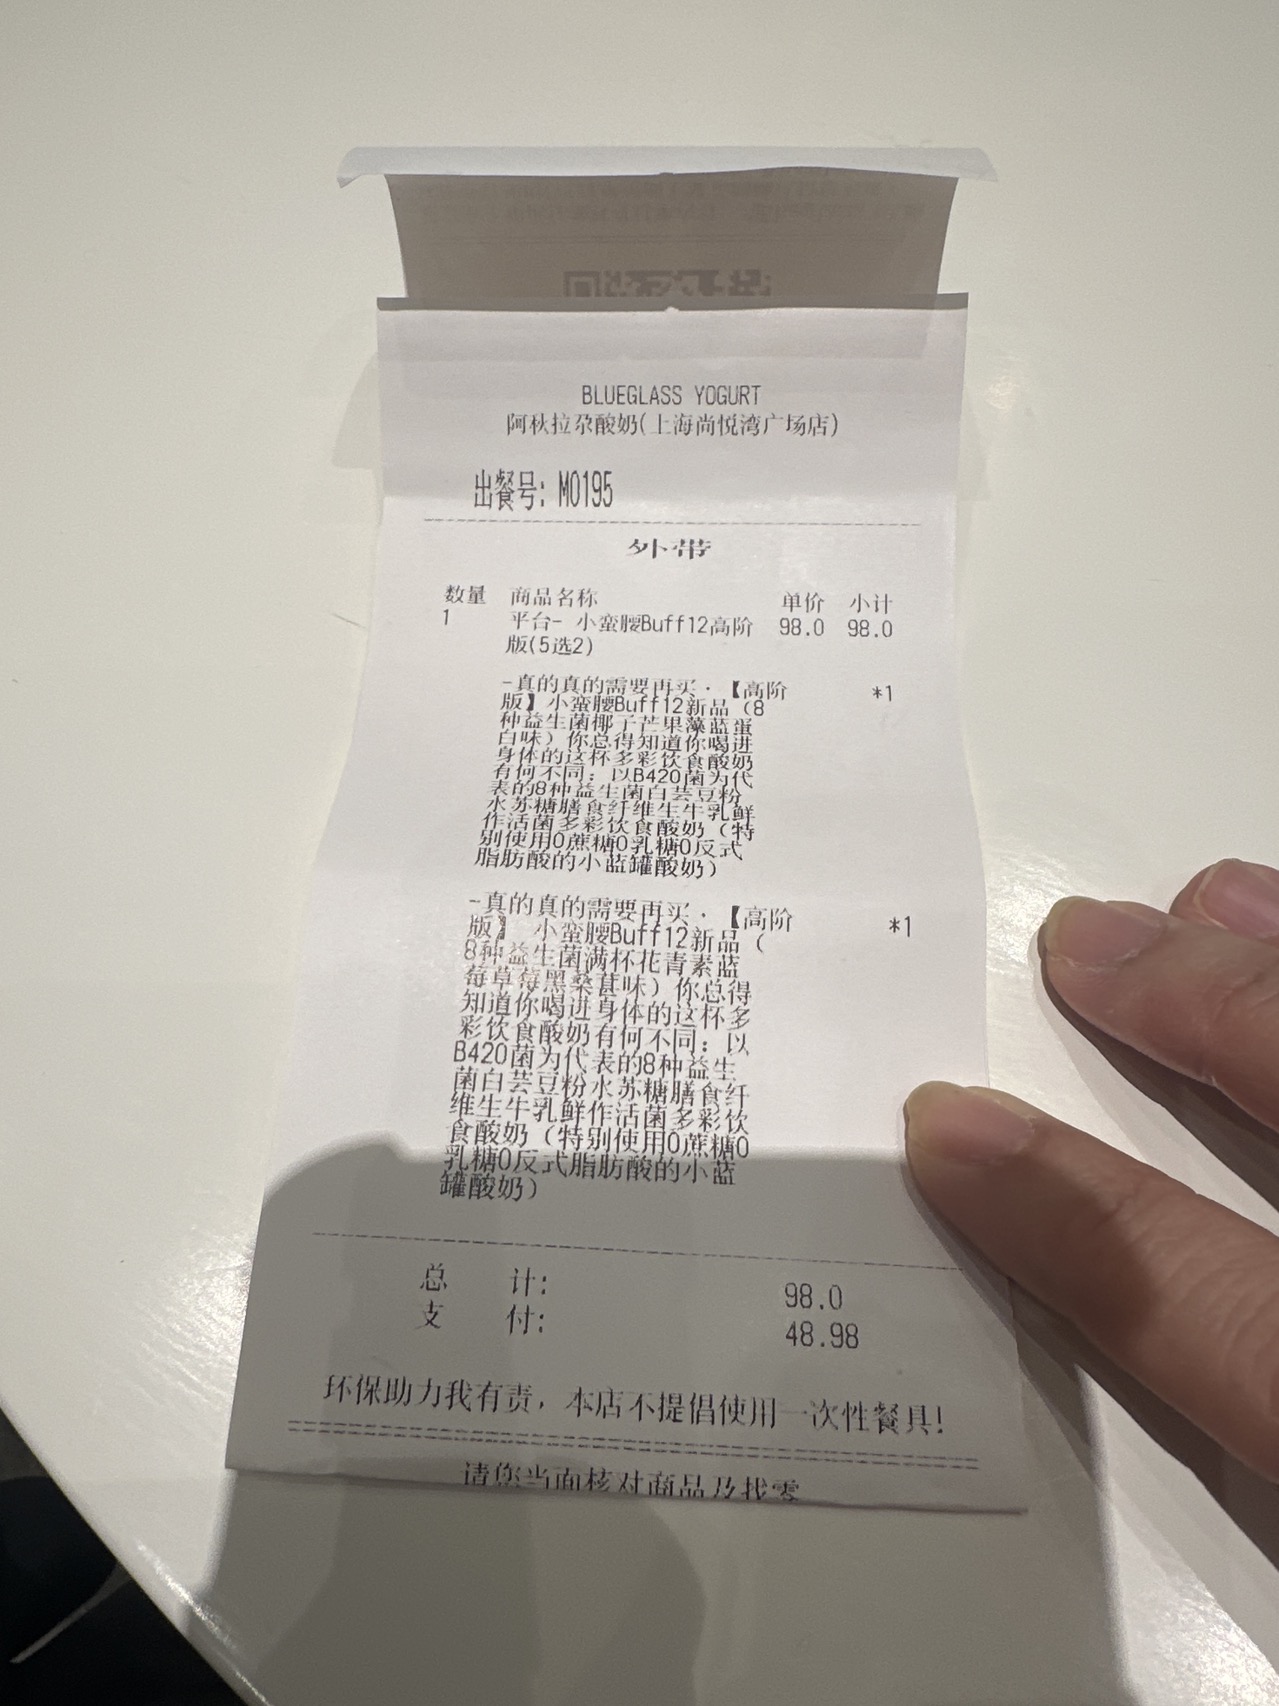 BLUEGLASS YOGURT
阿秋拉尕酸奶(上海尚悦湾广场店)
出餐号: M0195
外带
数量 商品名称 单价 小计
1 平台- 小蛮腰Buff12高阶 98.0 98.0
版(5选2)
-真的真的需要再买·【高阶 *1
版】小蛮腰Buff12新品（8
种益生菌椰子芒果藻蓝蛋
白味）你总得知道你喝进
身体的这杯多彩饮食酸奶
有何不同：以B420菌为代
表的8种益生菌白芸豆粉
水苏糖膳食纤维生牛乳鲜
作活菌多彩饮食酸奶（特
别使用0蔗糖0乳糖0反式
脂肪酸的小蓝罐酸奶）
-真的真的需要再买·【高阶 *1
版】 小蛮腰Buff12新品（
8种益生菌满杯花青素蓝
莓草莓黑桑葚味）你总得
知道你喝进身体的这杯多
彩饮食酸奶有何不同：以
B420菌为代表的8种益生
菌白芸豆粉水苏糖膳食纤
维生牛乳鲜作活菌多彩饮
食酸奶（特别使用0蔗糖0
乳糖0反式脂肪酸的小蓝
罐酸奶）
总 计: 98.0
支 付: 48.98
环保助力我有责，本店不提倡使用一次性餐具!
请您当面核对商品及找零